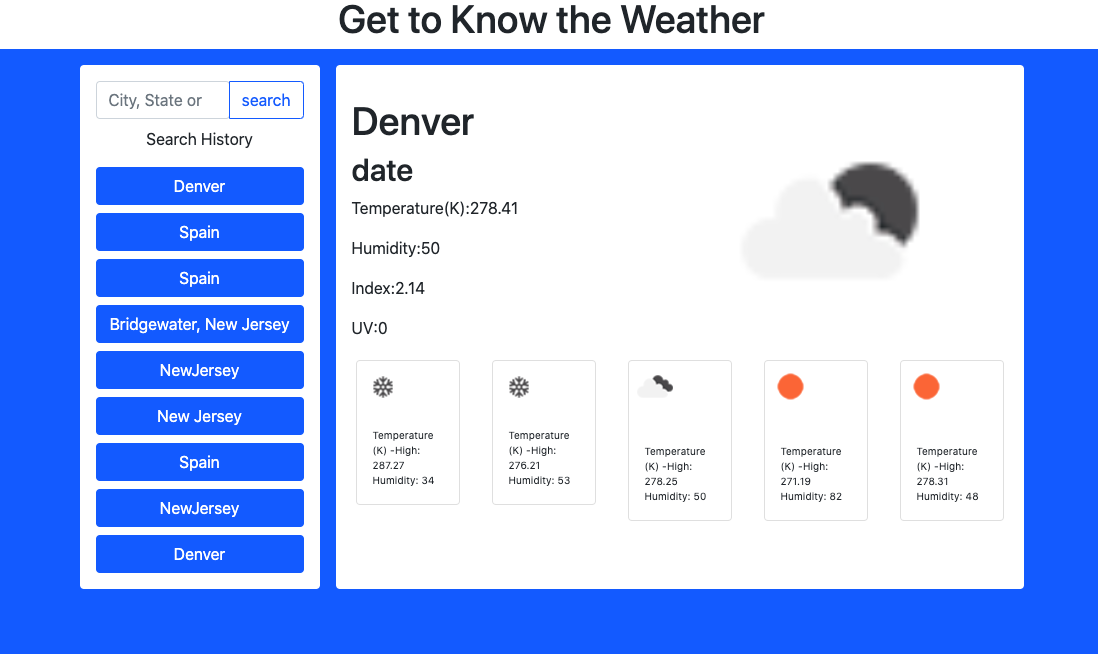 Get to Know the Weather
City, State or
search
Search History
Denver
Spain
Spain
Bridgewater, New Jersey
NewJersey
New Jersey
Spain
NewJersey
Denver
Denver
date
Temperature(K):278.41
Humidity:50
Index:2.14
UV:0
Temperature
(K) -High:
287.27
Humidity: 34
Temperature
(K) -High:
276.21
Humidity: 53
Temperature
(K) -High:
278.25
Humidity: 50
Temperature
(K) -High:
271.19
Humidity: 82
Temperature
(K) -High:
278.31
Humidity: 48